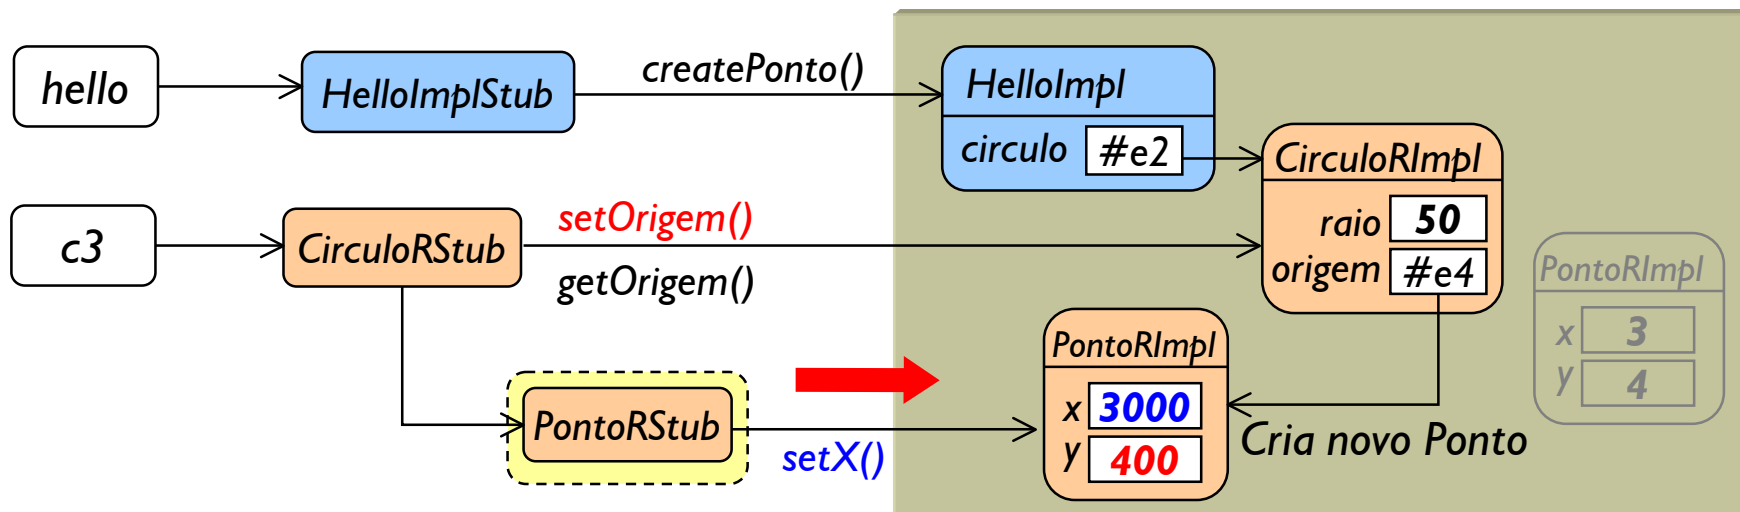 hello
HelloImplStub
createPonto()
HelloImpl
circulo #e2
CirculoRImpl
raio 50
origem #e4
c3
CirculoRStub
setOrigem()
getOrigem()
PontoRImpl
x 3
y 4
PontoRImpl
x 3000
y 400
PontoRStub
setX()
Cria novo Ponto